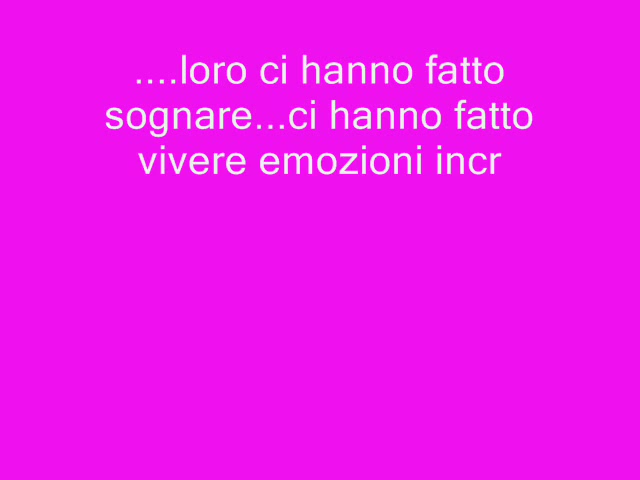 ....loro ci hanno fatto
sognare...ci hanno fatto
vivere emozioni incr